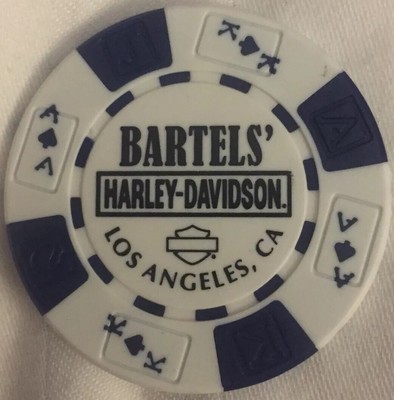 BARTELS'
HARLEY-DAVIDSON.
LOS ANGELES, CA
K K
A A
K K
A A